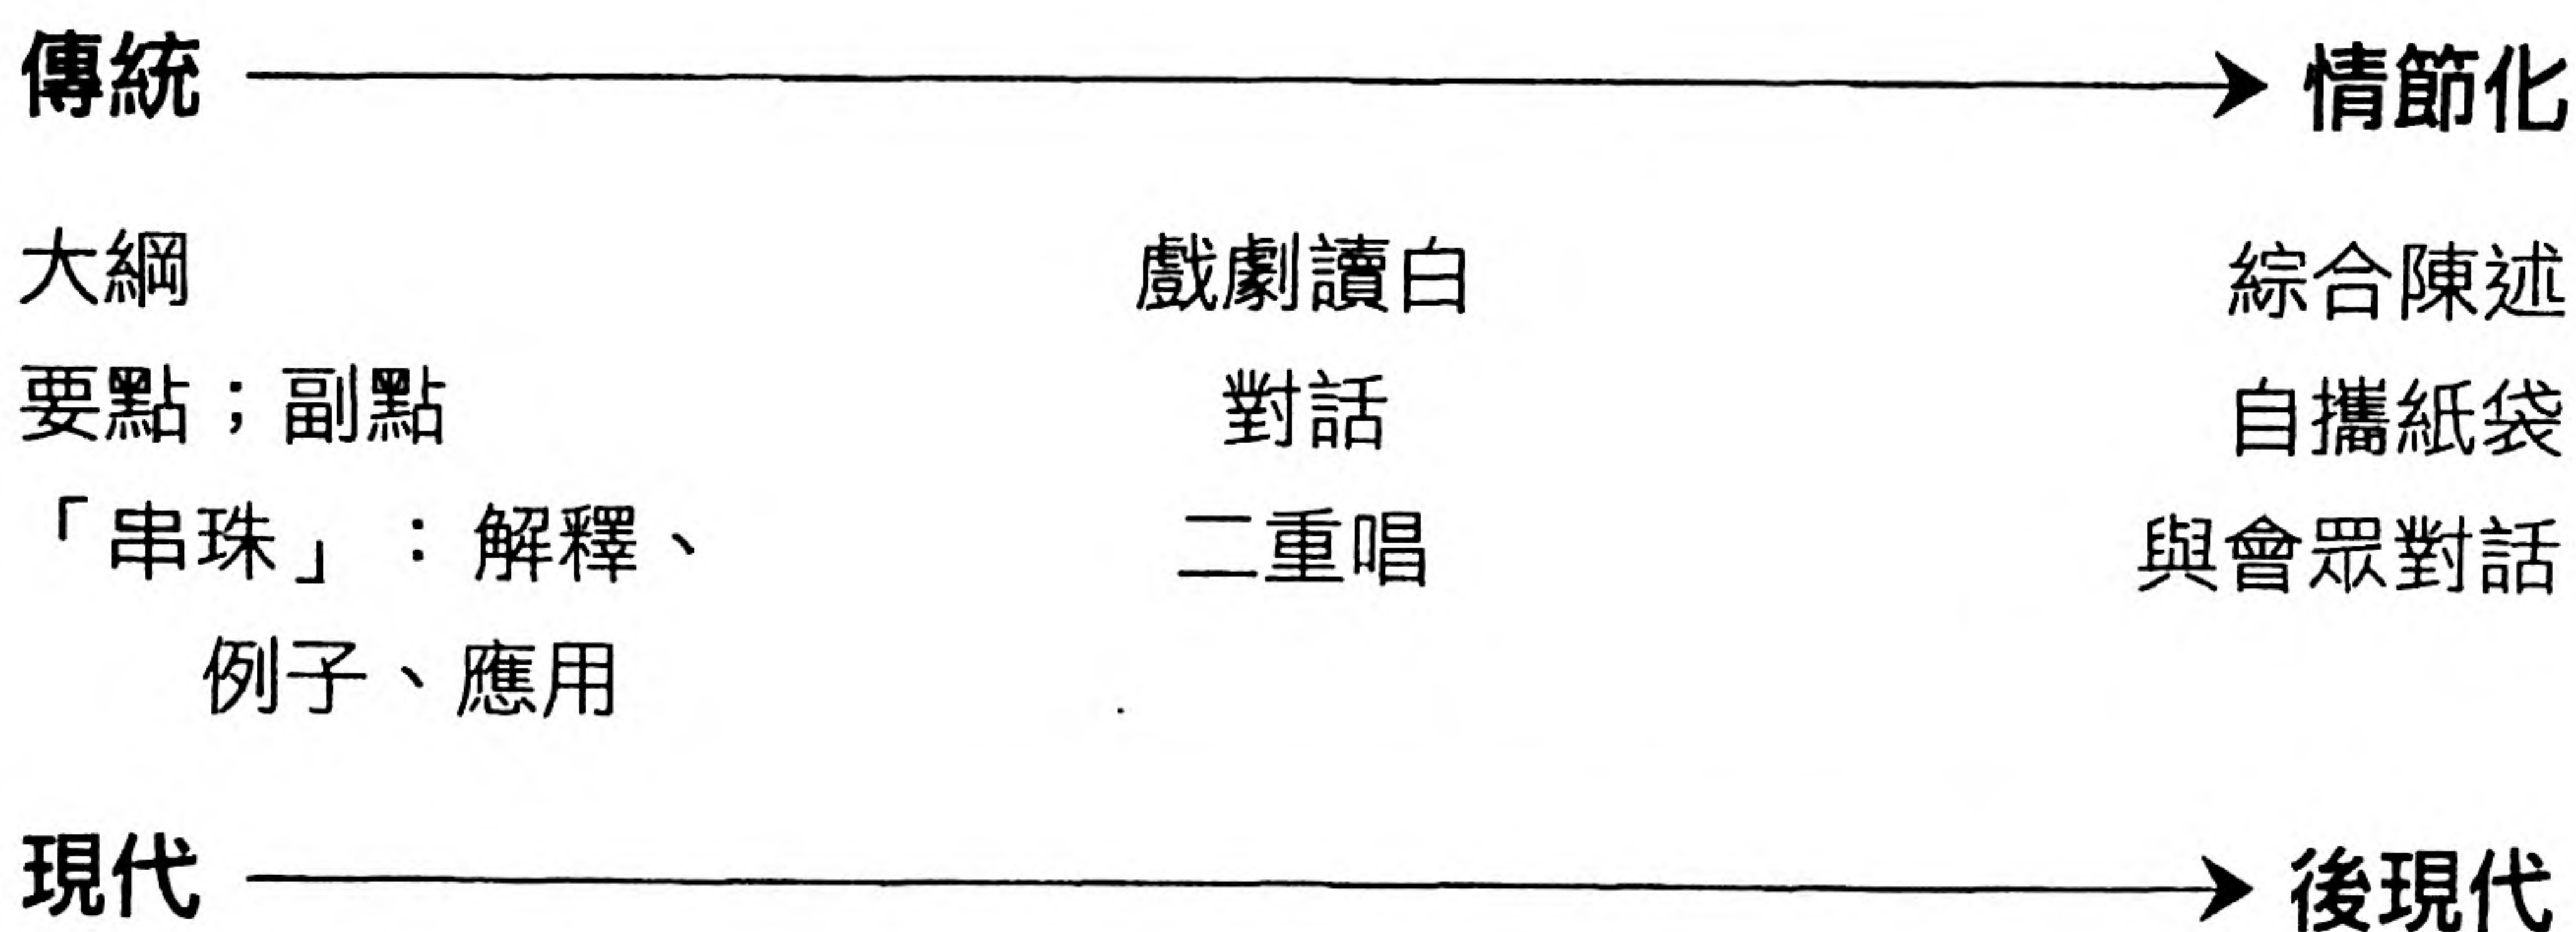 傳統 情節化
大綱 戲劇讀白 綜合陳述
要點；副點 對話 自攜紙袋
「串珠」：解釋、 二重唱 與會眾對話
例子、應用
現代 後現代